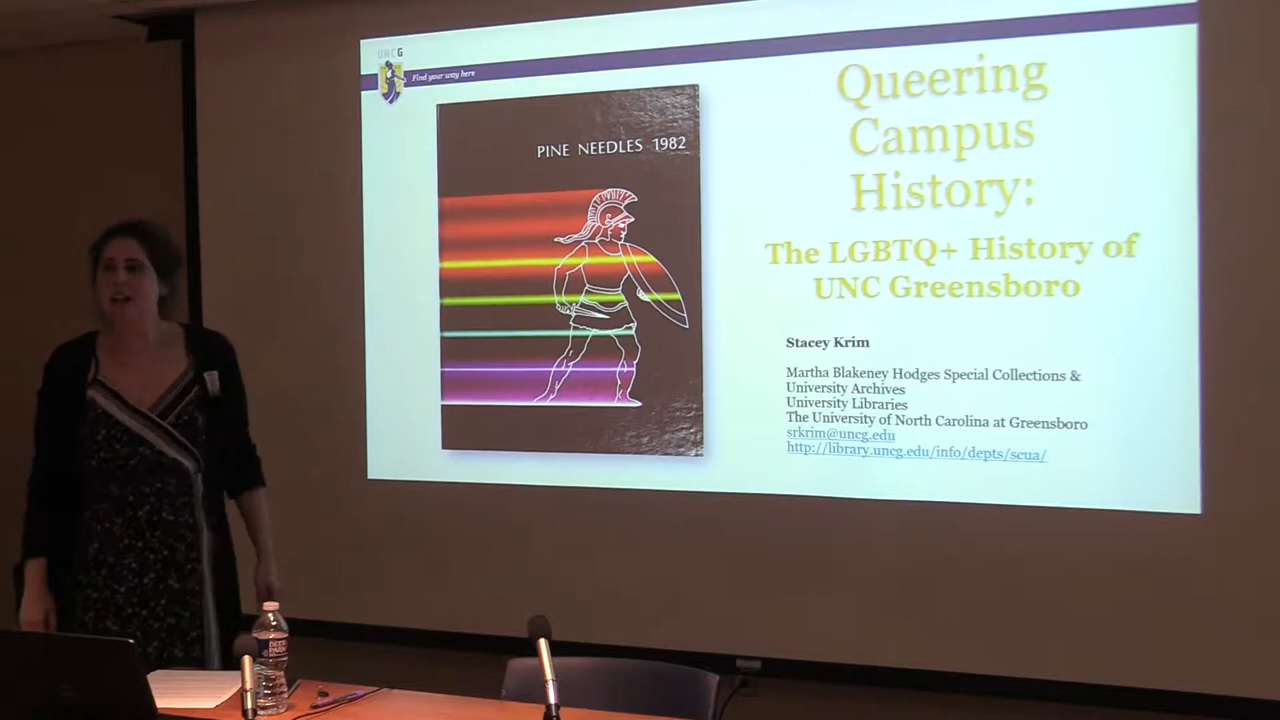 UNCG
Find your way here
PINE NEEDLES 1982
Queering
Campus
History:
The LGBTQ+ History of
UNC Greensboro
Stacey Krim
Martha Blakeney Hodges Special Collections &
University Archives
University Libraries
The University of North Carolina at Greensboro
srkrim@uncg.edu
http://library.uncg.edu/info/depts/scua/